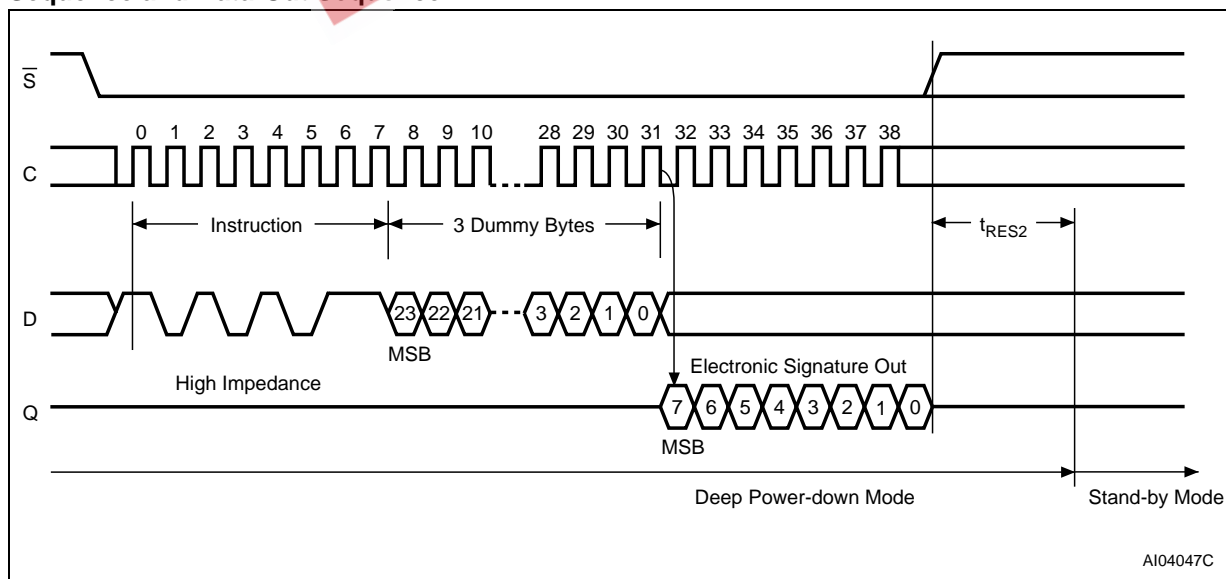 S
0 1 2 3 4 5 6 7 8 9 10 28 29 30 31 32 33 34 35 36 37 38
C
Instruction 3 Dummy Bytes tRES2
D 23 22 21 3 2 1 0
MSB
High Impedance Electronic Signature Out
Q 7 6 5 4 3 2 1 0
MSB
Deep Power-down Mode Stand-by Mode
AI04047C